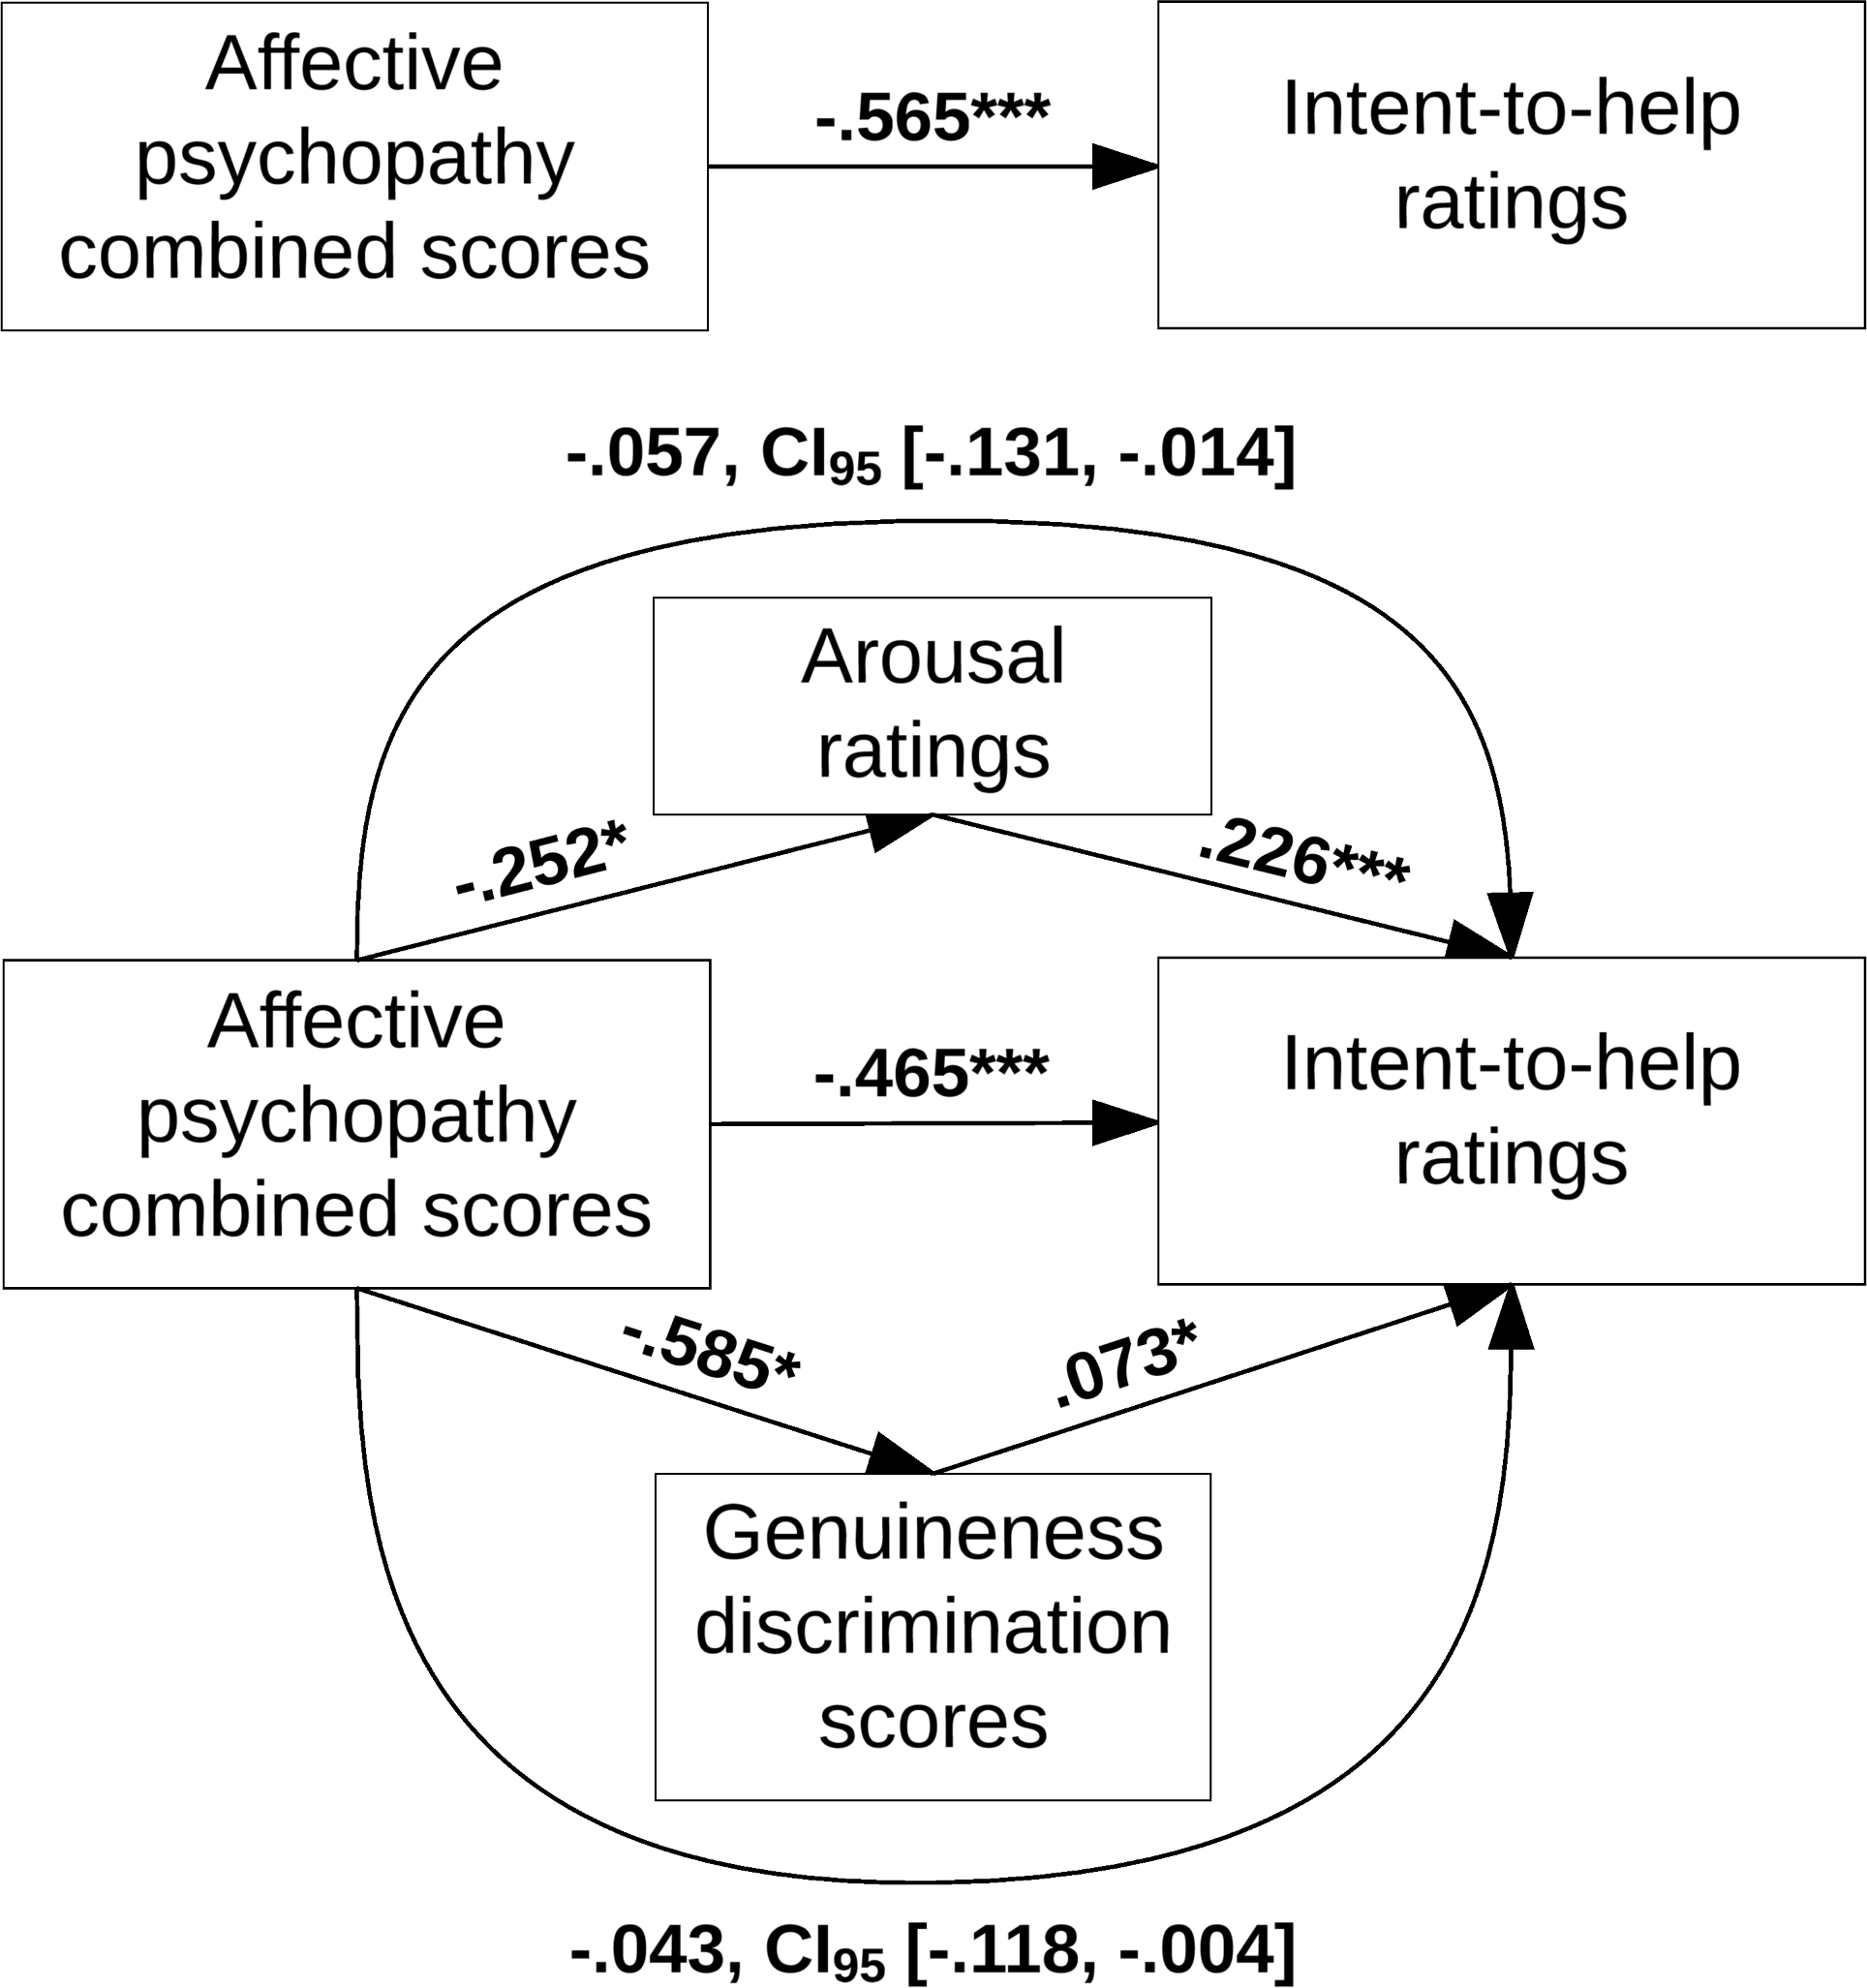 Affective
psychopathy
combined scores
-.565***
Intent-to-help
ratings
-.057, CI95 [-.131, -.014]
Arousal
ratings
-.252*
.226***
Affective
psychopathy
combined scores
-.465***
Intent-to-help
ratings
-.585*
.073*
Genuineness
discrimination
scores
-.043, CI95 [-.118, -.004]